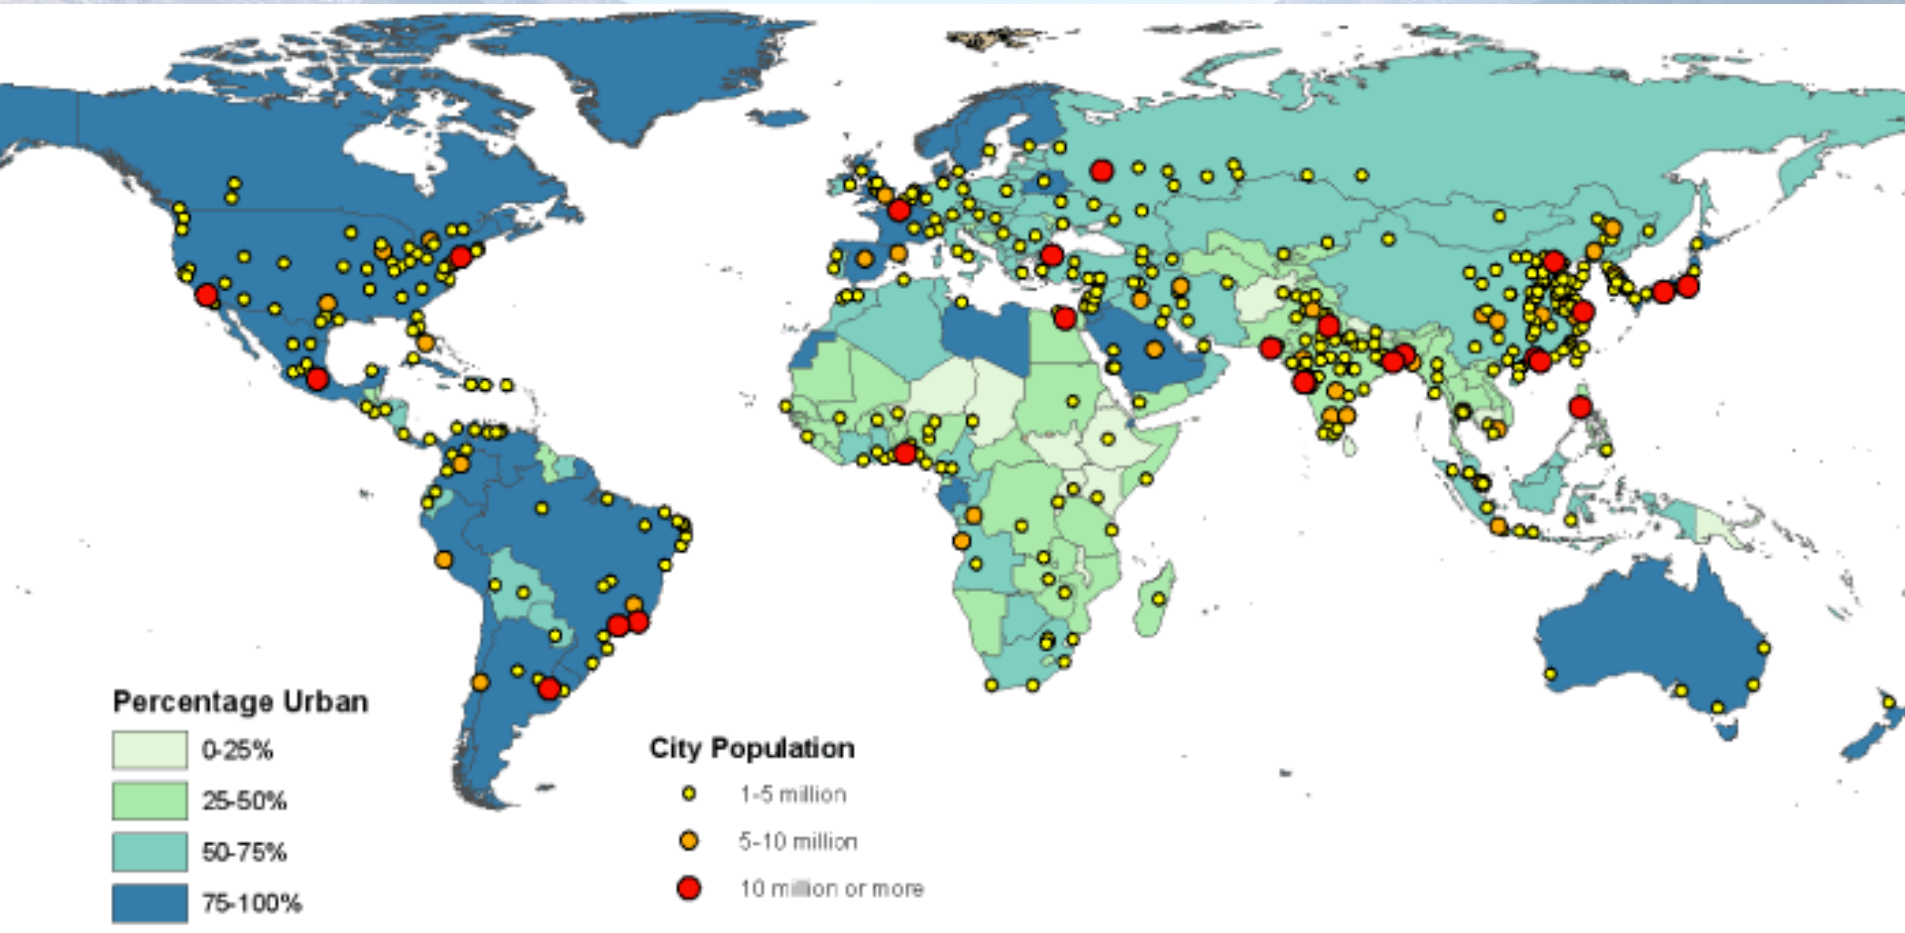 Percentage Urban
0-25%
25-50%
50-75%
75-100%
City Population
1-5 million
5-10 million
10 million or more